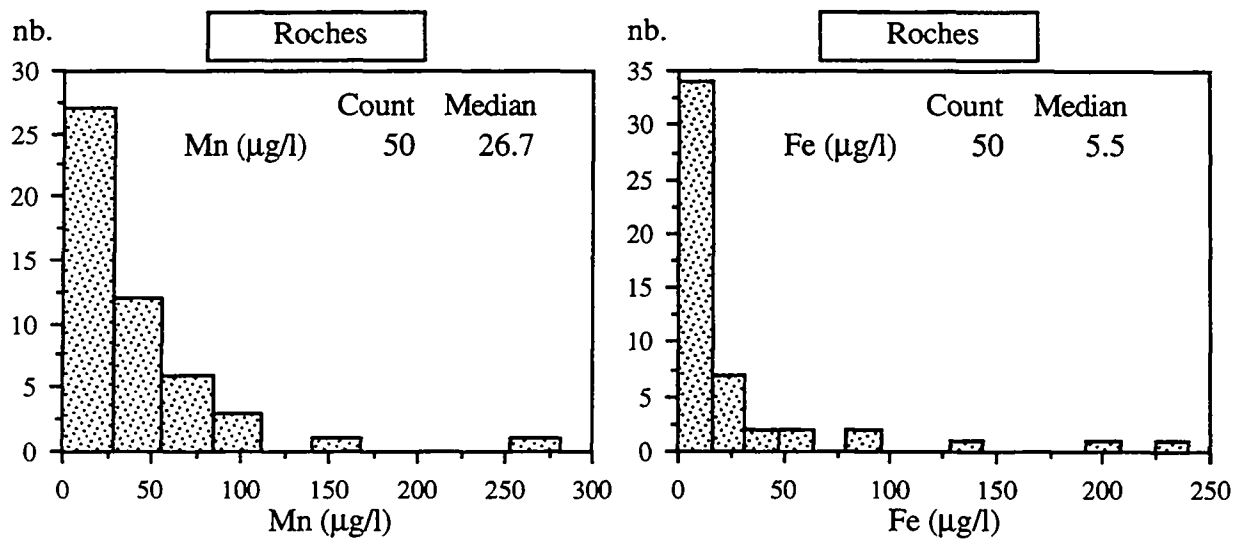 nb.
Roches
30
25
20
15
10
5
0
Count Median
Mn (µg/l) 50 26.7
0 50 100 150 200 250 300
Mn (µg/l)
nb.
Roches
35
30
25
20
15
10
5
0
Count Median
Fe (µg/l) 50 5.5
0 50 100 150 200 250
Fe (µg/l)